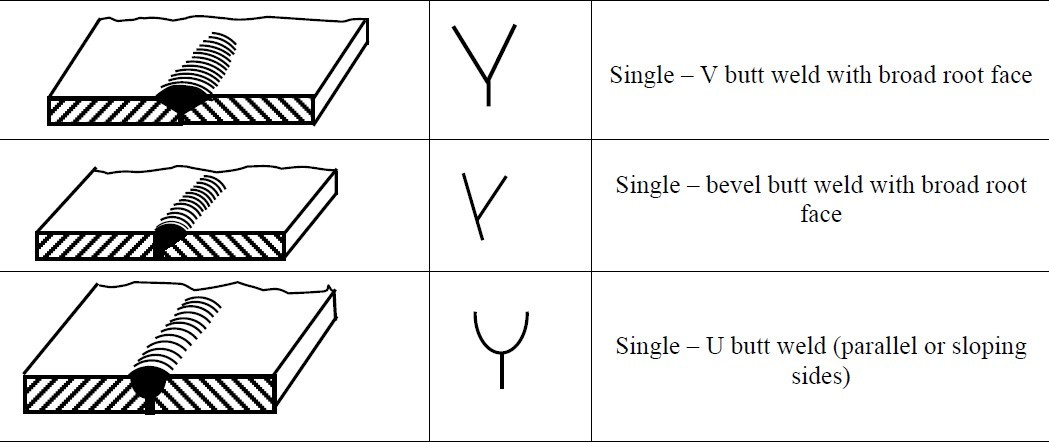 Single – V butt weld with broad root face
Single – bevel butt weld with broad root
face
Single – U butt weld (parallel or sloping
sides)